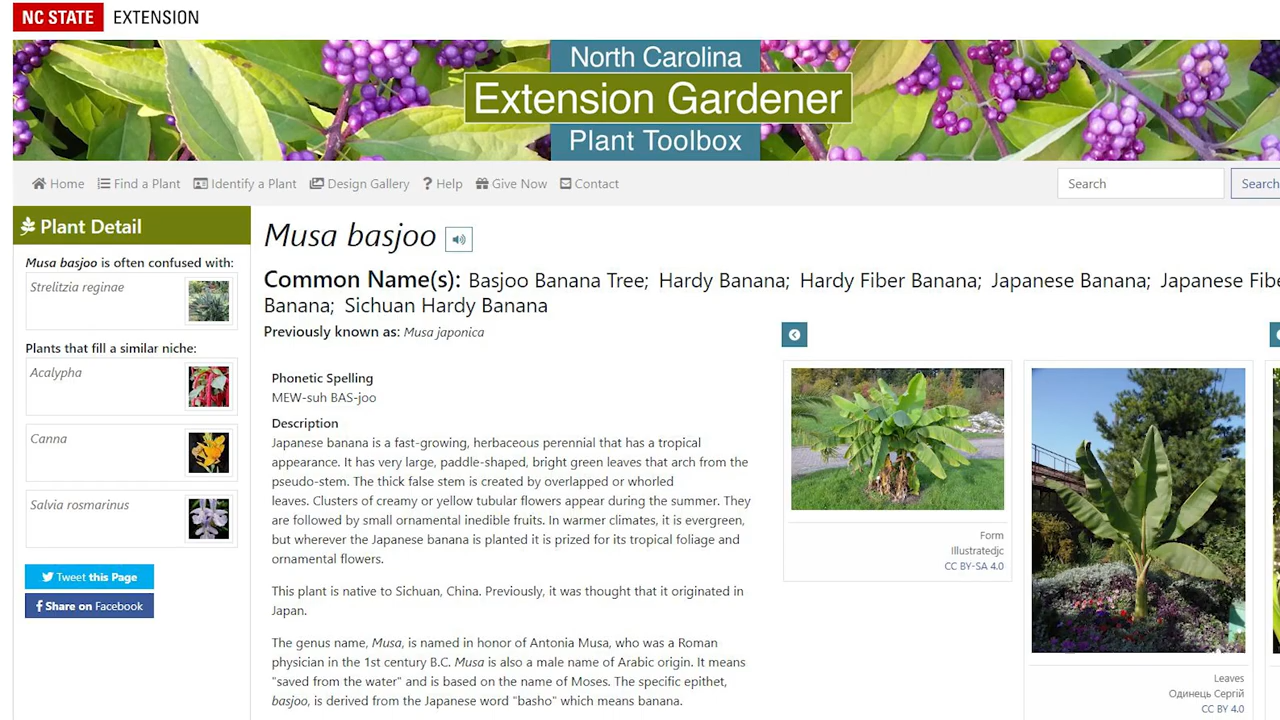 NC STATE EXTENSION
North Carolina
Extension Gardener
Plant Toolbox
Home Find a Plant Identify a Plant Design Gallery Help Give Now Contact
Search Search
Plant Detail
Musa basjoo is often confused with:
Strelitzia reginae
Plants that fill a similar niche:
Acalypha
Canna
Salvia rosmarinus
Tweet this Page
Share on Facebook
Musa basjoo
Common Name(s): Basjoo Banana Tree; Hardy Banana; Hardy Fiber Banana; Japanese Banana; Japanese Fibe
Banana; Sichuan Hardy Banana
Previously known as: Musa japonica
Phonetic Spelling
MEW-suh BAS-joo
Description
Japanese banana is a fast-growing, herbaceous perennial that has a tropical
appearance. It has very large, paddle-shaped, bright green leaves that arch from the
pseudo-stem. The thick false stem is created by overlapped or whorled
leaves. Clusters of creamy or yellow tubular flowers appear during the summer. They
are followed by small ornamental inedible fruits. In warmer climates, it is evergreen,
but wherever the Japanese banana is planted it is prized for its tropical foliage and
ornamental flowers.
This plant is native to Sichuan, China. Previously, it was thought that it originated in
Japan.
The genus name, Musa, is named in honor of Antonia Musa, who was a Roman
physician in the 1st century B.C. Musa is also a male name of Arabic origin. It means
"saved from the water" and is based on the name of Moses. The specific epithet,
basjoo, is derived from the Japanese word "basho" which means banana.
Form
Illustratedjc
CC BY-SA 4.0
Leaves
Одинець Сергій
CC BY 4.0